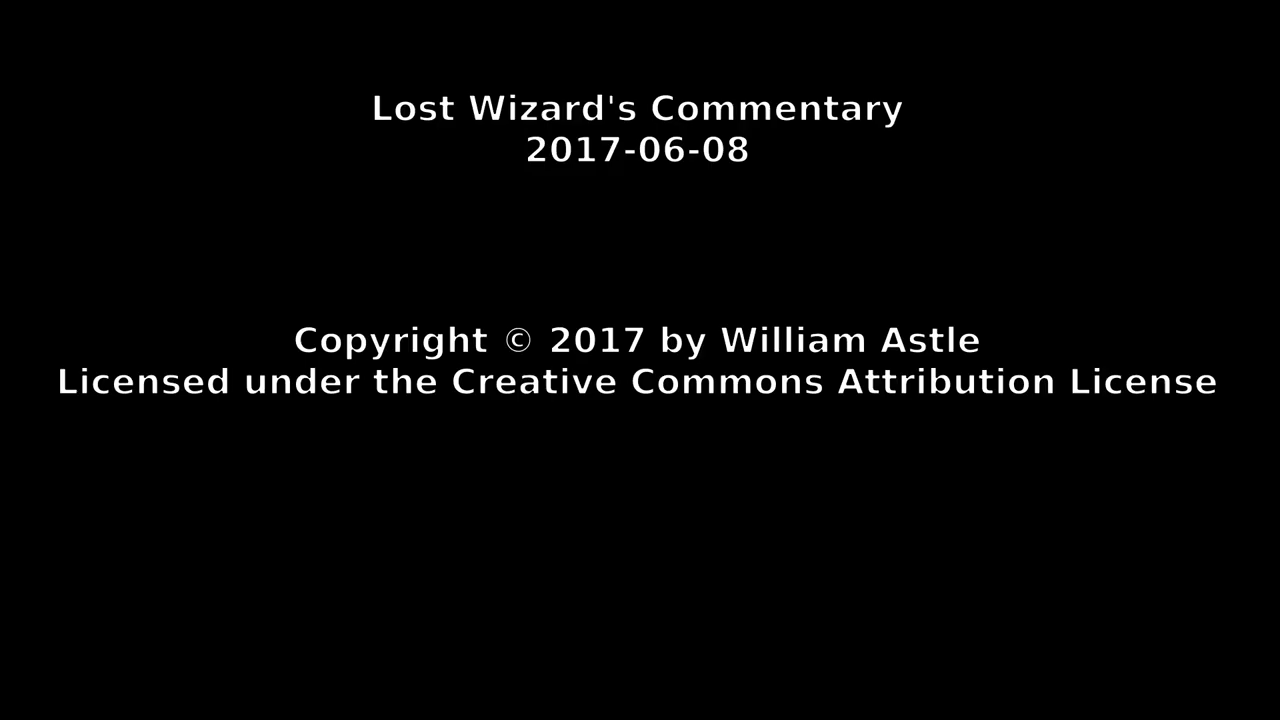 Lost Wizard's Commentary
2017-06-08
Copyright © 2017 by William Astle
Licensed under the Creative Commons Attribution License